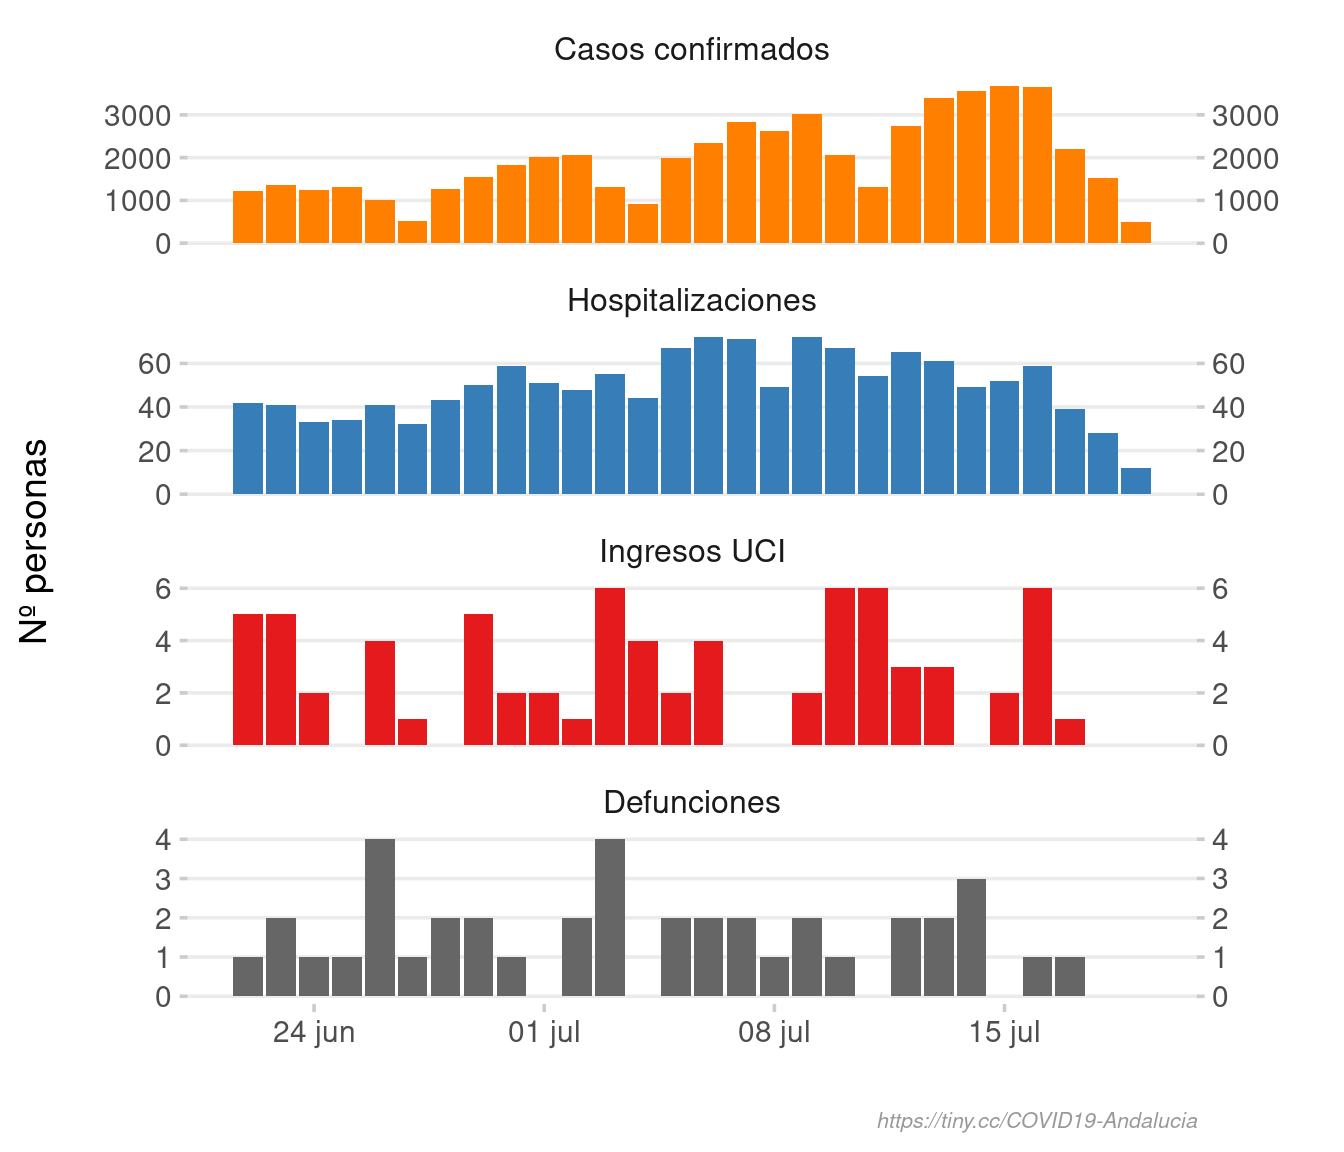 Casos confirmados
3000 3000
2000 2000
1000 1000
0 0
Hospitalizaciones
60 60
40 40
20 20
0 0
Nº personas
Ingresos UCI
6 6
4 4
2 2
0 0
Defunciones
4 4
3 3
2 2
1 1
0 0
24 jun 01 jul 08 jul 15 jul
https://tiny.cc/COVID19-Andalucia